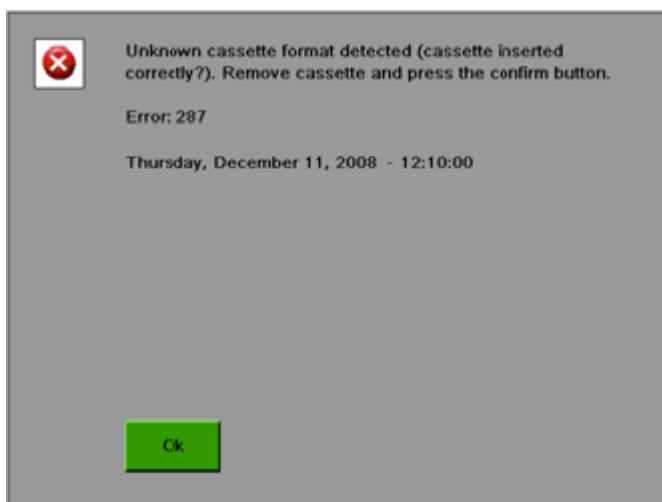 Unknown cassette format detected (cassette inserted
correctly?). Remove cassette and press the confirm button.
Error: 287
Thursday, December 11, 2008 - 12:10:00
Ok